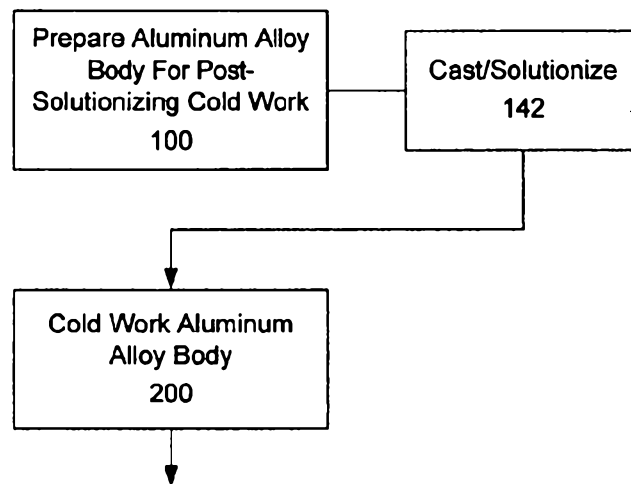 Prepare Aluminum Alloy
Body For Post-
Solutionizing Cold Work
100
Cast/Solutionize
142
Cold Work Aluminum
Alloy Body
200